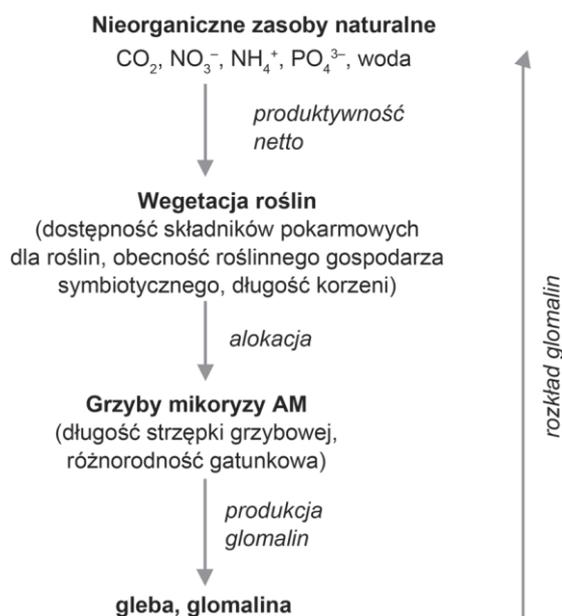 Nieorganiczne zasoby naturalne
CO₂, NO₃⁻, NH₄⁺, PO₄³⁻, woda
produktywność
netto
Wegetacja roślin
(dostępność składników pokarmowych
dla roślin, obecność roślinnego gospodarza
symbiotycznego, długość korzeni)
alokacja
Grzyby mikoryzy AM
(długość strzępki grzybowej,
różnorodność gatunkowa)
produkcja
glomalin
gleba, glomalina
rozkład glomalin